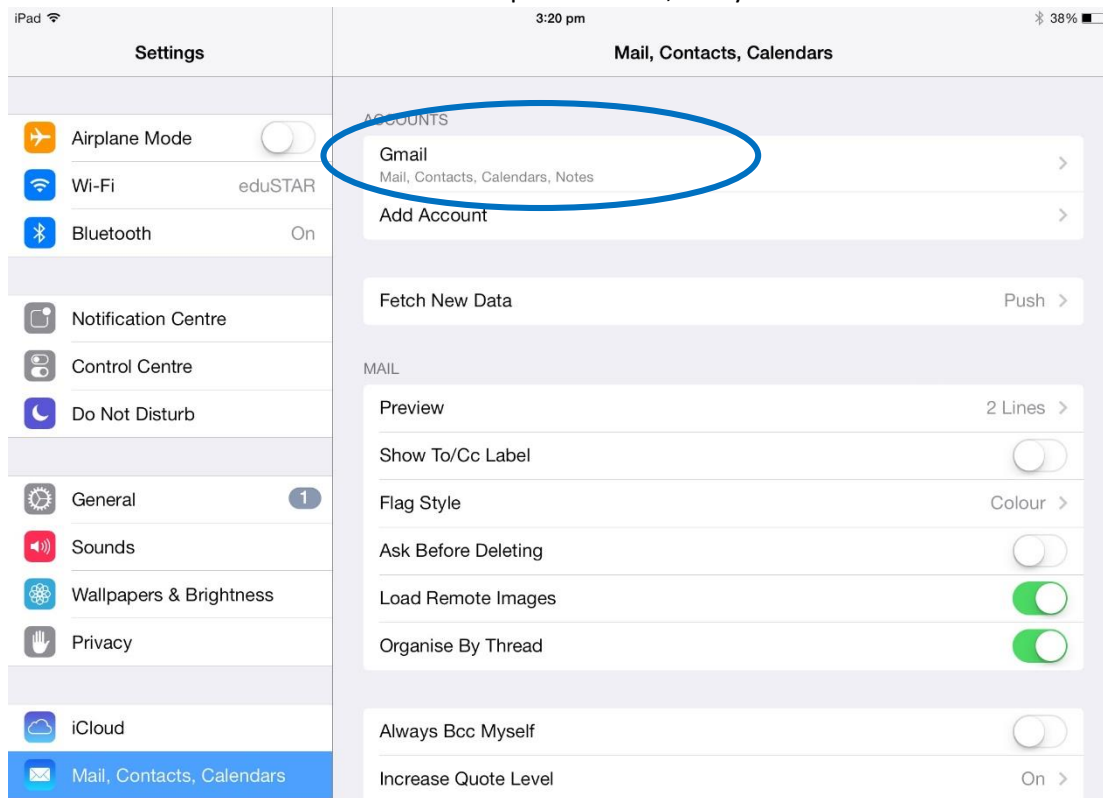 iPad 3:20 pm 38%
Settings
Mail, Contacts, Calendars
Airplane Mode
Wi-Fi eduSTAR
Bluetooth On
Notification Centre
Control Centre
Do Not Disturb
General 1
Sounds
Wallpapers & Brightness
Privacy
iCloud
Mail, Contacts, Calendars
ACCOUNTS
Gmail
Mail, Contacts, Calendars, Notes
Add Account
Fetch New Data Push
MAIL
Preview 2 Lines
Show To/Cc Label
Flag Style Colour
Ask Before Deleting
Load Remote Images
Organise By Thread
Always Bcc Myself
Increase Quote Level On